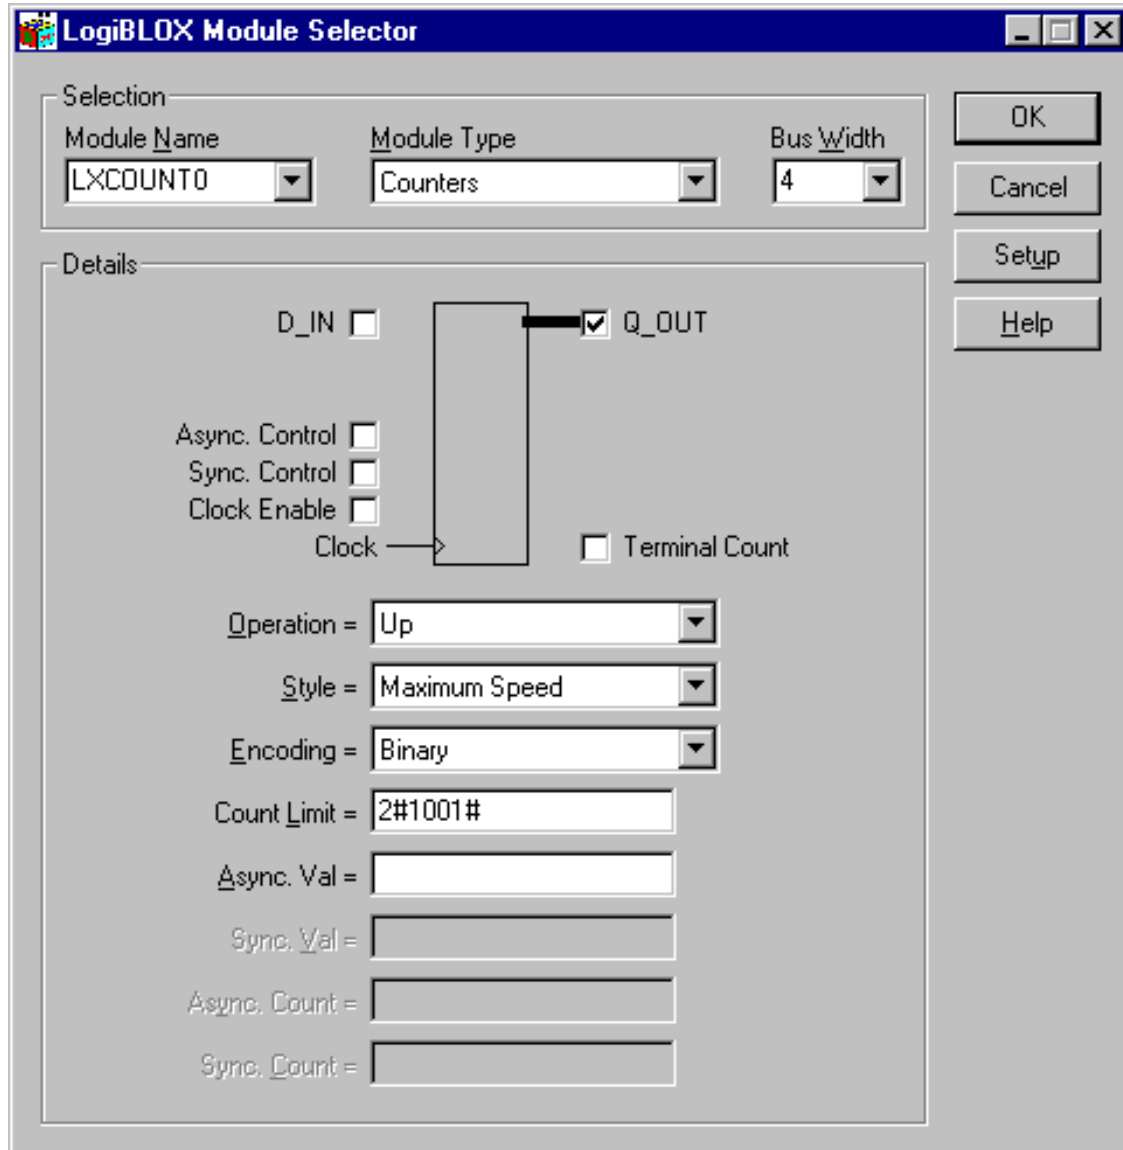 LogiBLOX Module Selector
Selection
Module Name Module Type Bus Width
LXCOUNT0 Counters 4
OK
Cancel
Setup
Help
Details
D_IN Q_OUT
Async. Control
Sync. Control
Clock Enable
Clock Terminal Count
Operation = Up
Style = Maximum Speed
Encoding = Binary
Count Limit = 2#1001#
Async. Val =
Sync. Val =
Async. Count =
Sync. Count =